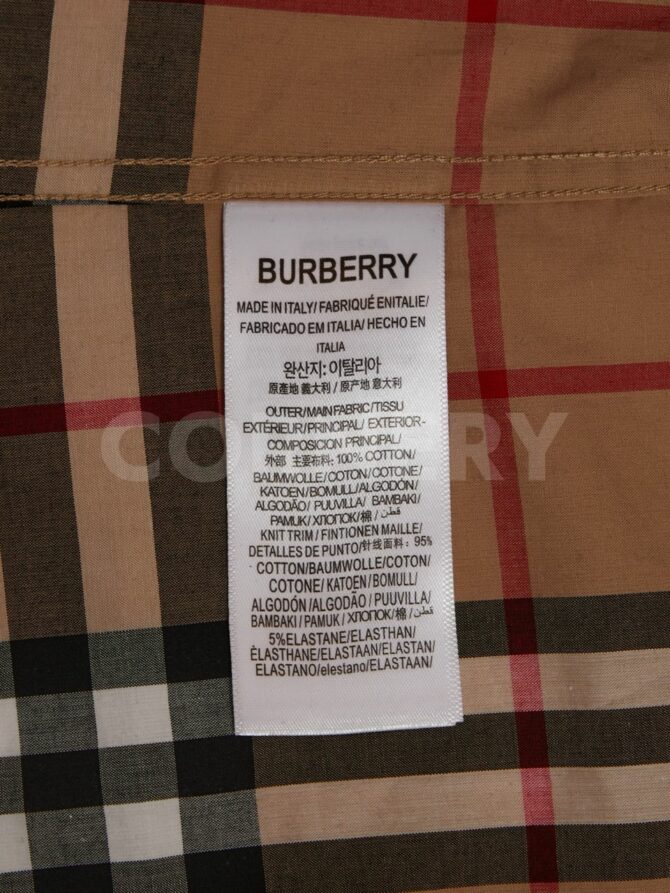 BURBERRY
MADE IN ITALY/ FABRIQUÉ ENITALIE/
FABRICADO EM ITALIA/ HECHO EN
ITALIA
완산지: 이탈리아
原產地 義大利 / 原产地 意大利
OUTER/MAIN FABRIC/TISSU
EXTÉRIEUR/PRINCIPAL/ EXTERIOR-
COMPOSICION PRINCIPAL/
外部 主要布料: 100% COTTON/
BAUMWOLLE/COTON/COTONE/
KATOEN/BOMULL/ALGODÓN/
ALGODÃO/ PUUVILLA/ BAMBAKI/
PAMUK/ХЛОПОК/棉/ قطن/
KNIT TRIM / FINTIONEN MAILLE/
DETALLES DE PUNTO/针线面料: 95%
COTTON/BAUMWOLLE/COTON/
COTONE/ KATOEN/BOMULL/
ALGODÓN /ALGODÃO / PUUVILLA/
BAMBAKI / PAMUK / ХЛОПОК/棉/ قطن/
5%ELASTANE/ELASTHAN/
ÈLASTHANE/ELASTAAN/ELASTAN/
ELASTANO/elestano/ELASTAAN/